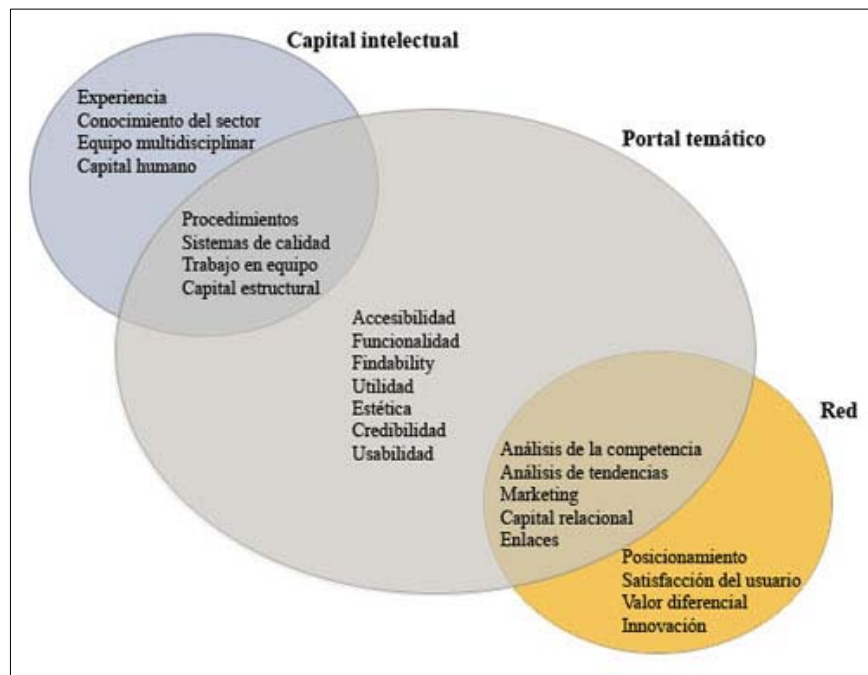 Capital intelectual
Experiencia
Conocimiento del sector
Equipo multidisciplinar
Capital humano
Portal temático
Procedimientos
Sistemas de calidad
Trabajo en equipo
Capital estructural
Accesibilidad
Funcionalidad
Findability
Utilidad
Estética
Credibilidad
Usabilidad
Red
Análisis de la competencia
Análisis de tendencias
Marketing
Capital relacional
Enlaces
Posicionamiento
Satisfacción del usuario
Valor diferencial
Innovación